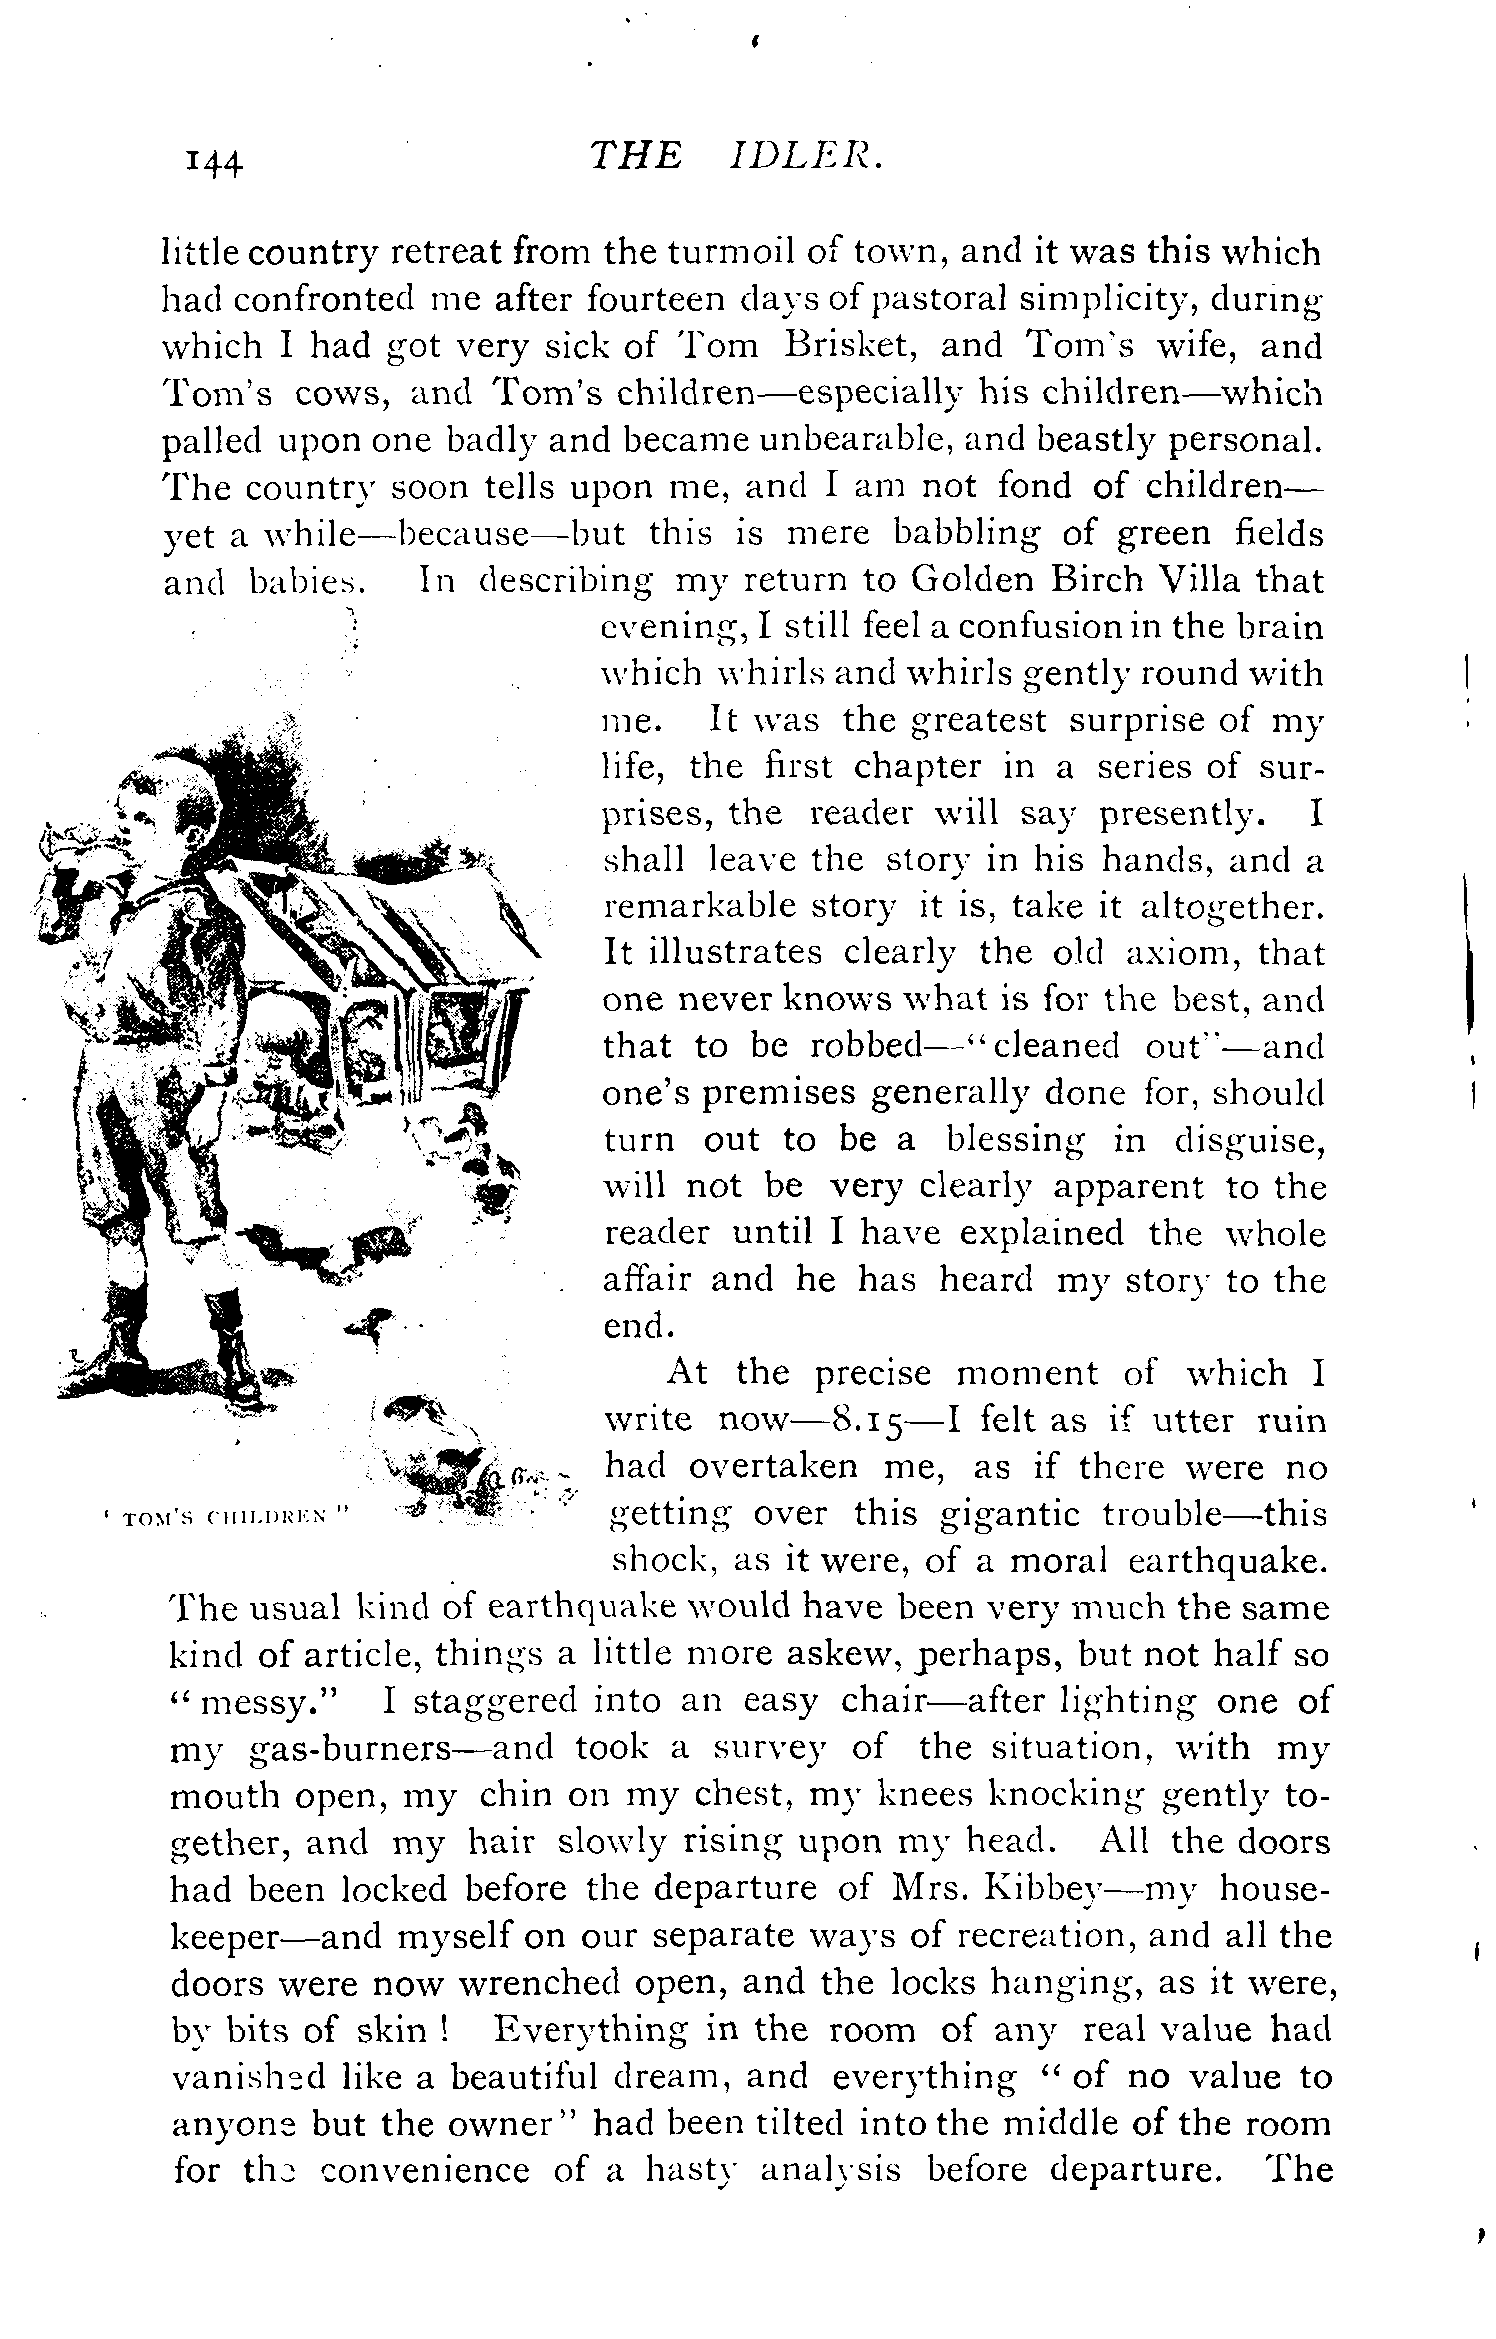 144
THE IDLER.
little country retreat from the turmoil of town, and it was this which
had confronted me after fourteen days of pastoral simplicity, during
which I had got very sick of Tom Brisket, and Tom's wife, and
Tom's cows, and Tom's children—especially his children—which
palled upon one badly and became unbearable, and beastly personal.
The country soon tells upon me, and I am not fond of children—
yet a while—because—but this is mere babbling of green fields
and babies. In describing my return to Golden Birch Villa that
evening, I still feel a confusion in the brain
which whirls and whirls gently round with
me. It was the greatest surprise of my
life, the first chapter in a series of sur-
prises, the reader will say presently. I
shall leave the story in his hands, and a
remarkable story it is, take it altogether.
It illustrates clearly the old axiom, that
one never knows what is for the best, and
that to be robbed—"cleaned out"—and
one's premises generally done for, should
turn out to be a blessing in disguise,
will not be very clearly apparent to the
reader until I have explained the whole
affair and he has heard my story to the
end.
At the precise moment of which I
write now—8.15—I felt as if utter ruin
had overtaken me, as if there were no
getting over this gigantic trouble—this
shock, as it were, of a moral earthquake.
' TOM'S CHILDREN "
The usual kind of earthquake would have been very much the same
kind of article, things a little more askew, perhaps, but not half so
" messy." I staggered into an easy chair—after lighting one of
my gas-burners—and took a survey of the situation, with my
mouth open, my chin on my chest, my knees knocking gently to-
gether, and my hair slowly rising upon my head. All the doors
had been locked before the departure of Mrs. Kibbey—my house-
keeper—and myself on our separate ways of recreation, and all the
doors were now wrenched open, and the locks hanging, as it were,
by bits of skin ! Everything in the room of any real value had
vanished like a beautiful dream, and everything " of no value to
anyone but the owner" had been tilted into the middle of the room
for the convenience of a hasty analysis before departure. The